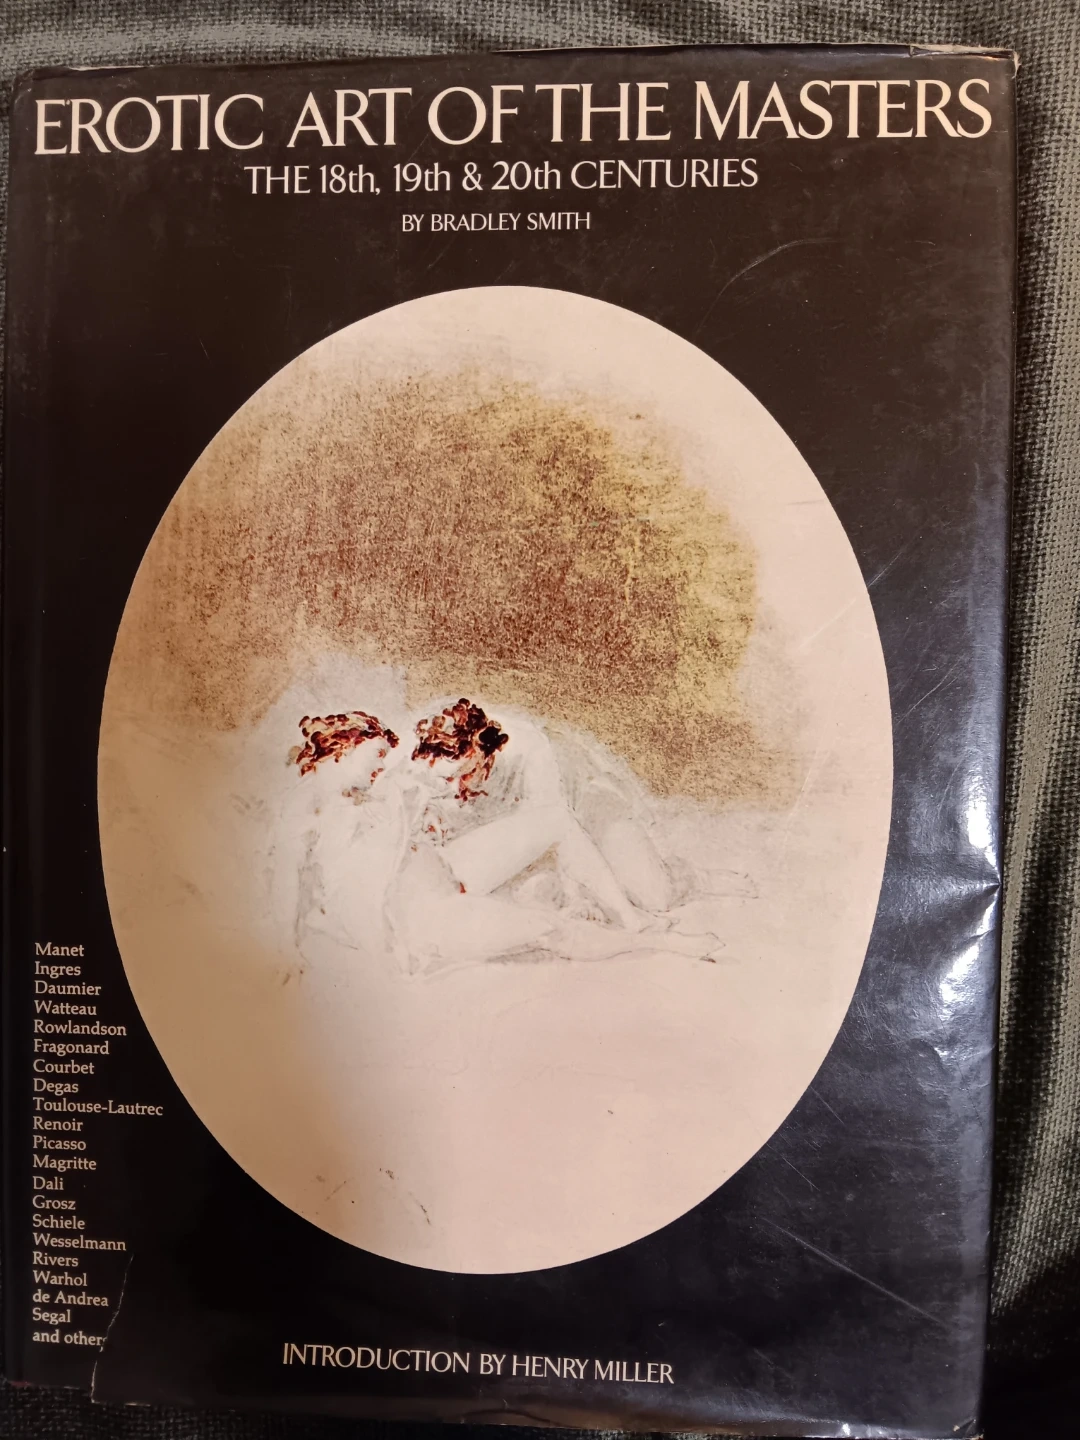 EROTIC ART OF THE MASTERS
THE 18th, 19th & 20th CENTURIES
BY BRADLEY SMITH
Manet
Ingres
Daumier
Watteau
Rowlandson
Fragonard
Courbet
Degas
Toulouse-Lautrec
Renoir
Picasso
Magritte
Dali
Grosz
Schiele
Wesselmann
Rivers
Warhol
de Andrea
Segal
and others
INTRODUCTION BY HENRY MILLER